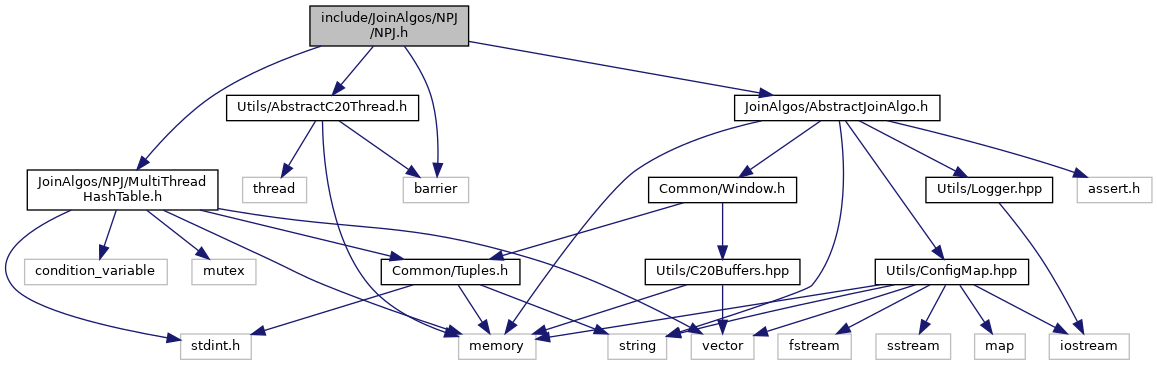 include/JoinAlgos/NPJ
/NPJ.h
Utils/AbstractC20Thread.h
JoinAlgos/AbstractJoinAlgo.h
JoinAlgos/NPJ/MultiThread
HashTable.h
thread
barrier
Common/Window.h
Utils/Logger.hpp
assert.h
condition_variable
mutex
Common/Tuples.h
Utils/C20Buffers.hpp
Utils/ConfigMap.hpp
stdint.h
memory
string
vector
fstream
sstream
map
iostream